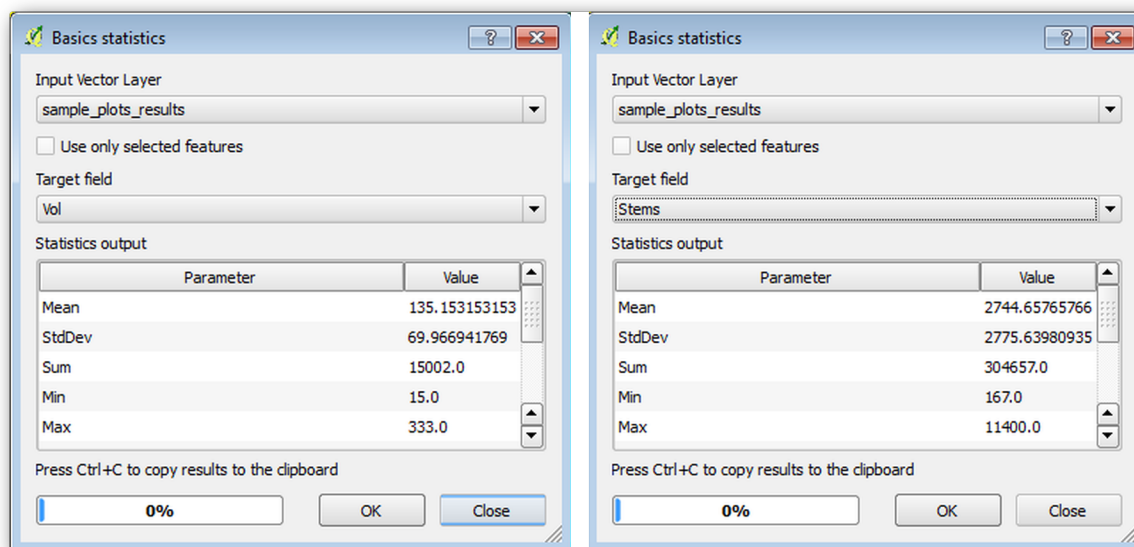 Basics statistics
Input Vector Layer
sample_plots_results
Use only selected features
Target field
Vol
Statistics output
Parameter Value
Mean 135.153153153
StdDev 69.966941769
Sum 15002.0
Min 15.0
Max 333.0
Press Ctrl+C to copy results to the clipboard
0% OK Close
Basics statistics
Input Vector Layer
sample_plots_results
Use only selected features
Target field
Stems
Statistics output
Parameter Value
Mean 2744.65765766
StdDev 2775.63980935
Sum 304657.0
Min 167.0
Max 11400.0
Press Ctrl+C to copy results to the clipboard
0% OK Close